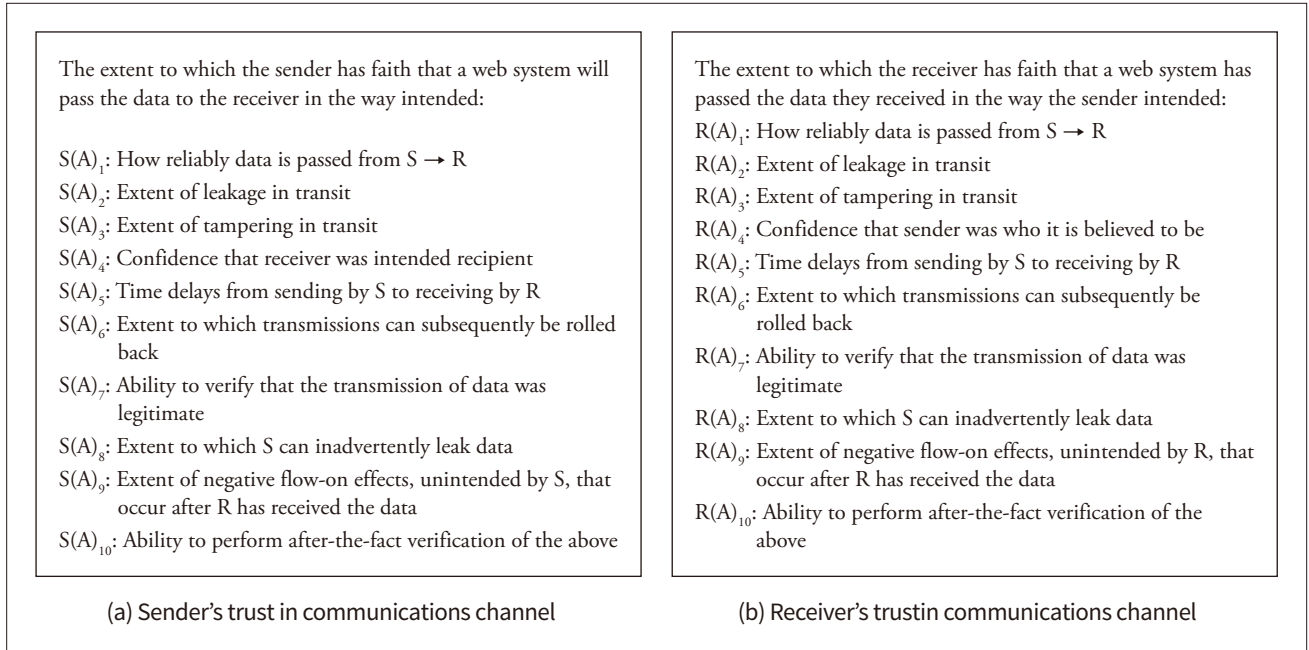 The extent to which the sender has faith that a web system will
pass the data to the receiver in the way intended:
S(A)₁: How reliably data is passed from S → R
S(A)₂: Extent of leakage in transit
S(A)₃: Extent of tampering in transit
S(A)₄: Confidence that receiver was intended recipient
S(A)₅: Time delays from sending by S to receiving by R
S(A)₆: Extent to which transmissions can subsequently be rolled
back
S(A)₇: Ability to verify that the transmission of data was
legitimate
S(A)₈: Extent to which S can inadvertently leak data
S(A)₉: Extent of negative flow-on effects, unintended by S, that
occur after R has received the data
S(A)₁₀: Ability to perform after-the-fact verification of the above
(a) Sender’s trust in communications channel
The extent to which the receiver has faith that a web system has
passed the data they received in the way the sender intended:
R(A)₁: How reliably data is passed from S → R
R(A)₂: Extent of leakage in transit
R(A)₃: Extent of tampering in transit
R(A)₄: Confidence that sender was who it is believed to be
R(A)₅: Time delays from sending by S to receiving by R
R(A)₆: Extent to which transmissions can subsequently be
rolled back
R(A)₇: Ability to verify that the transmission of data was
legitimate
R(A)₈: Extent to which S can inadvertently leak data
R(A)₉: Extent of negative flow-on effects, unintended by R, that
occur after R has received the data
R(A)₁₀: Ability to perform after-the-fact verification of the
above
(b) Receiver’s trustin communications channel